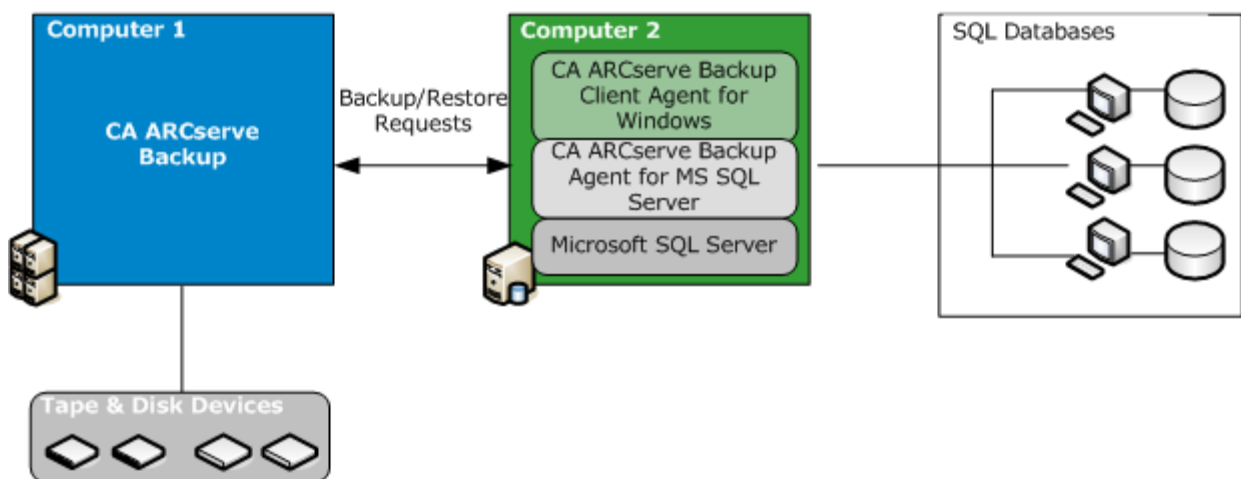 Computer 1
CA ARCserve
Backup
Backup/Restore
Requests
Computer 2
CA ARCserve Backup
Client Agent for
Windows
CA ARCserve Backup
Agent for MS SQL
Server
Microsoft SQL Server
SQL Databases
Tape & Disk Devices